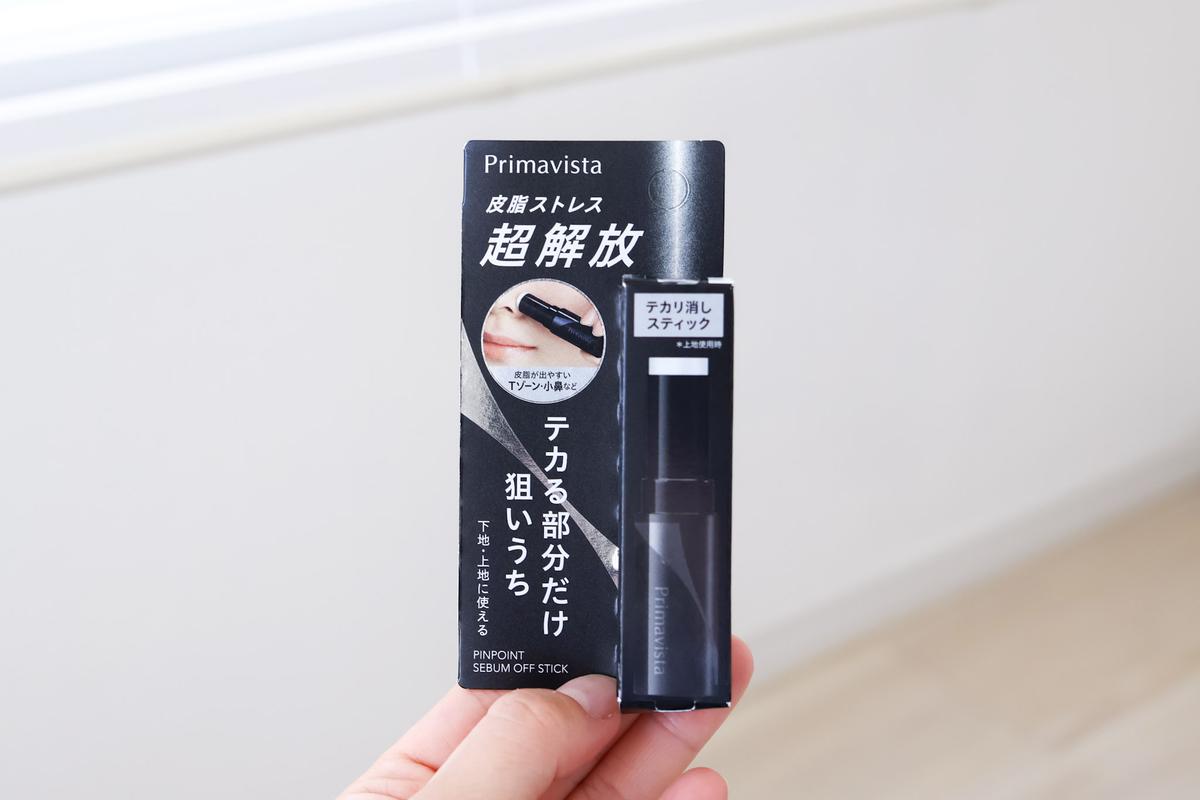 Primavista
皮脂ストレス
超解放
皮脂が出やすい
Tゾーン・小鼻など
テカる部分だけ
狙いうち
下地・上地に使える
PINPOINT
SEBUM OFF STICK
テカリ消し
スティック
*上地使用時
Primavista